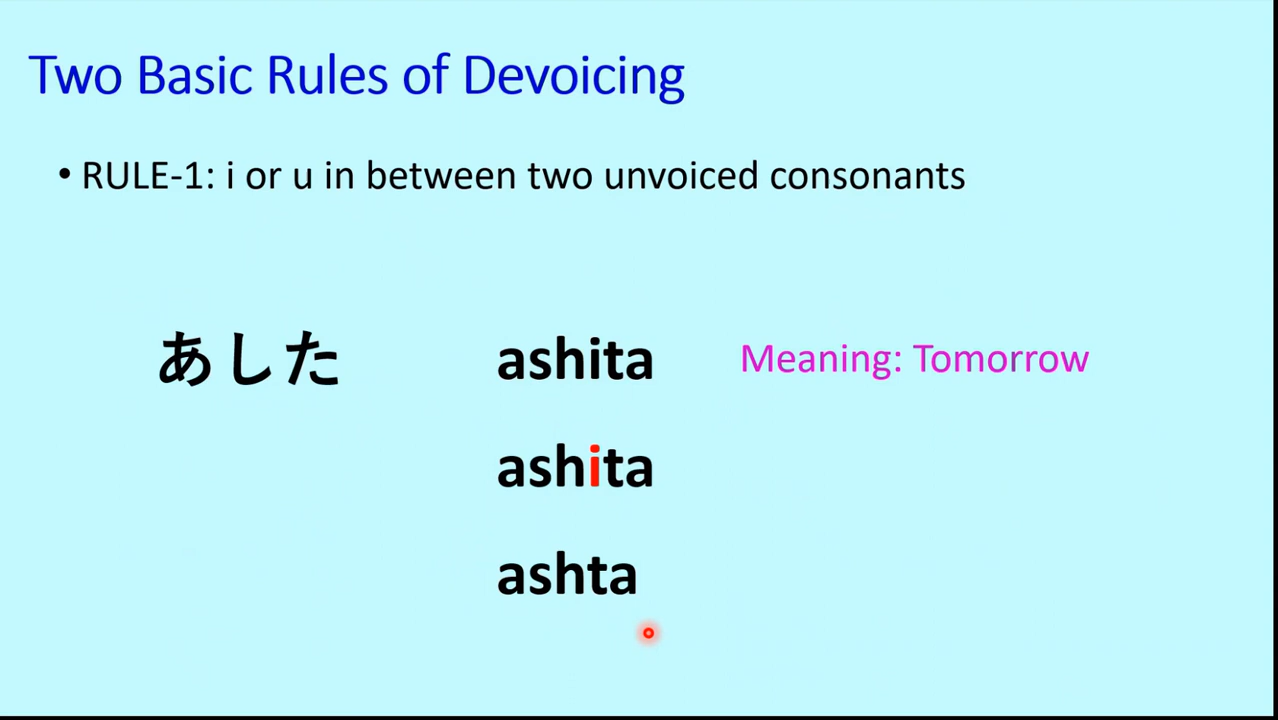 Two Basic Rules of Devoicing
• RULE-1: i or u in between two unvoiced consonants
あした ashita Meaning: Tomorrow
ashita
ashta